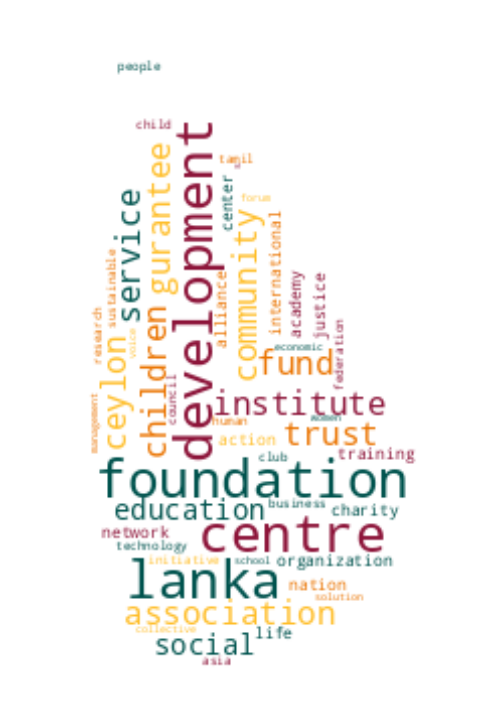 people
child
development
tamil
gurantee
service
center
forum
community
international
sustainable
alliance
academy
justice
research
children
ceylon
voice
economic
fund
federation
council
institute
management
human
women
action
trust
club
training
foundation
education
business
charity
network
centre
technology
initiative
school
organization
lanka
nation
solution
association
collective
life
social
asia